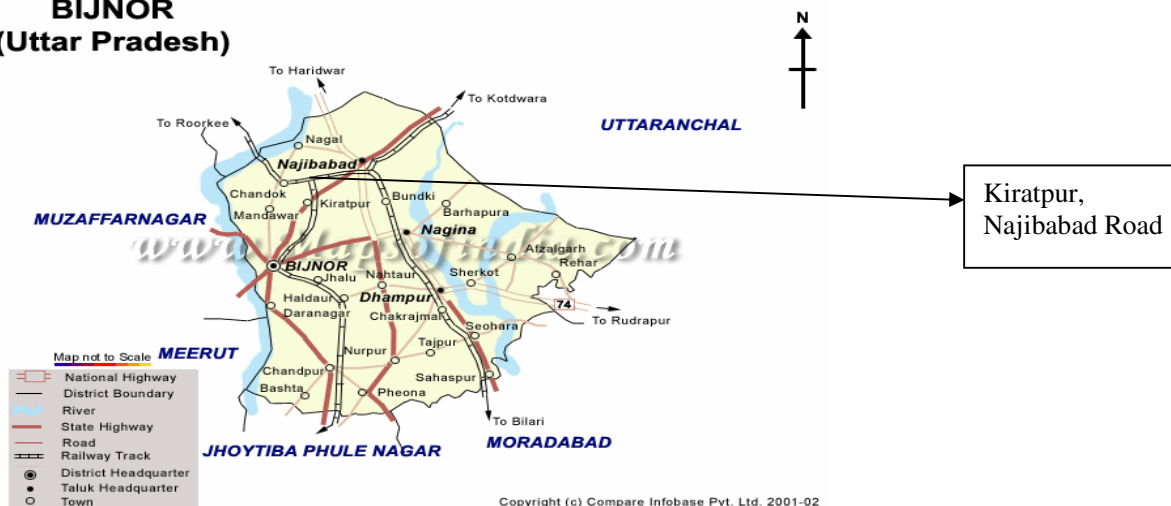 BIJNOR
(Uttar Pradesh)
N
To Haridwar
To Kotdwara
To Roorkee
UTTARANCHAL
Nagal
Najibabad
Chandok
Mandawar
Kiratpur
Bundki
Barhapura
Kiratpur,
Najibabad Road
MUZAFFARNAGAR
Nagina
www.Mapsofindia.com
Afzalgarh
Rehar
BIJNOR
Jhalu
Nahtaur
Sherkot
Haldaur
Dhampur
Daranagar
Chakrajmal
74
To Rudrapur
Seohara
MEERUT
Nurpur
Tajpur
Map not to Scale
Chandpur
Sahaspur
Bashta
Pheona
To Bilari
JHOYTIBA PHULE NAGAR
MORADABAD
National Highway
District Boundary
River
State Highway
Road
Railway Track
District Headquarter
Taluk Headquarter
Town
Copyright (c) Compare Infobase Pvt. Ltd. 2001-02